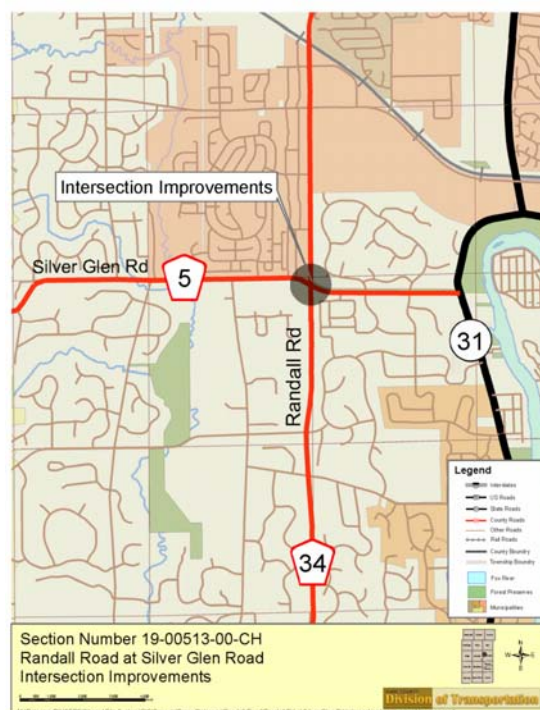 Intersection Improvements
Silver Glen Rd
5
31
Randall Rd
34
Legend
Interstates
US Roads
State Roads
County Roads
Other Roads
Rail Roads
County Boundry
Township Boundry
Fox River
Forest Preserves
Municipalities
Section Number 19-00513-00-CH
Randall Road at Silver Glen Road
Intersection Improvements
N
W
E
S
Division of Transportation